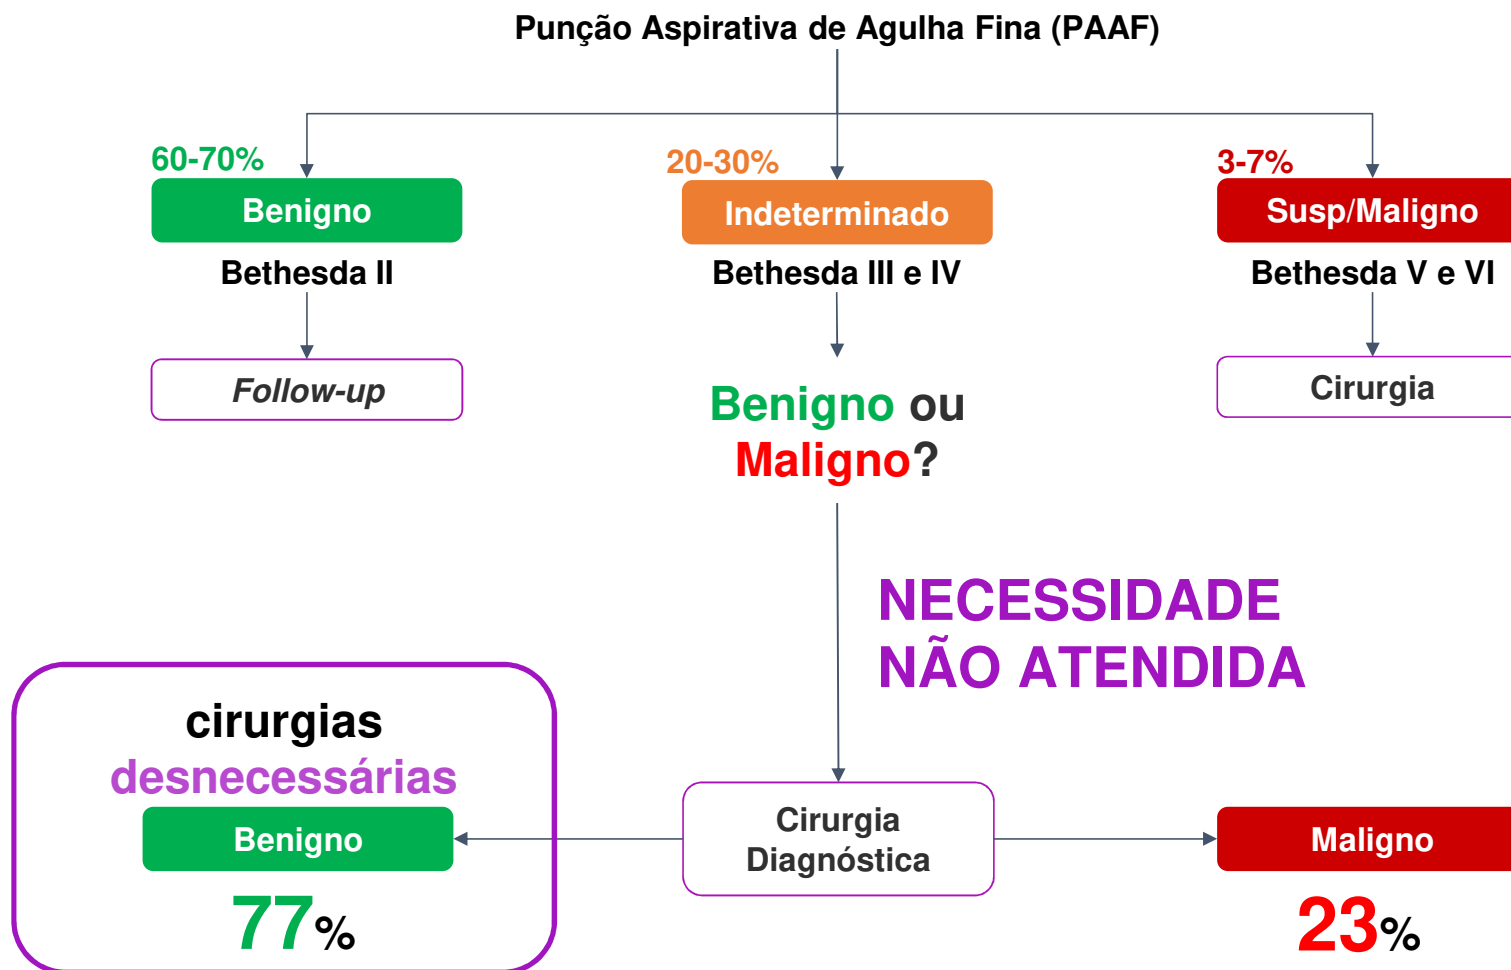 Punção Aspirativa de Agulha Fina (PAAF)
60-70%
Benigno
Bethesda II
Follow-up
20-30%
Indeterminado
Bethesda III e IV
Benigno ou
Maligno?
3-7%
Susp/Maligno
Bethesda V e VI
Cirurgia
NECESSIDADE
NÃO ATENDIDA
cirurgias
desnecessárias
Benigno
77%
Cirurgia
Diagnóstica
Maligno
23%